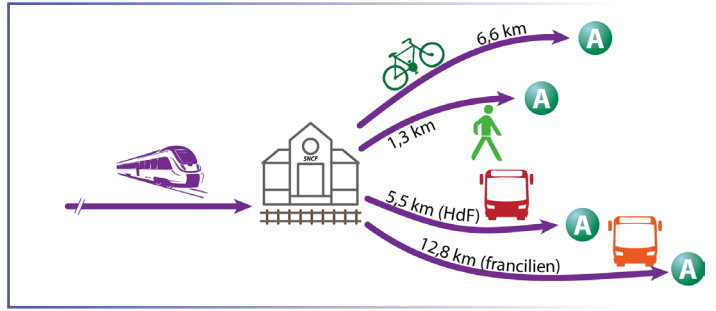 6,6 km
A
1,3 km
A
SNCF
5,5 km (HdF)
A
12,8 km (francilien)
A